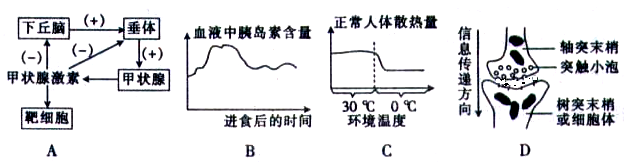 下丘脑
(+)
垂体
(−)
(−)
(+)
甲状腺激素
甲状腺
靶细胞
A
血液中胰岛素含量
进食后的时间
B
正常人体散热量
30 ℃
0 ℃
环境温度
C
信息传递方向
轴突末梢
突触小泡
树突末梢
或细胞体
D